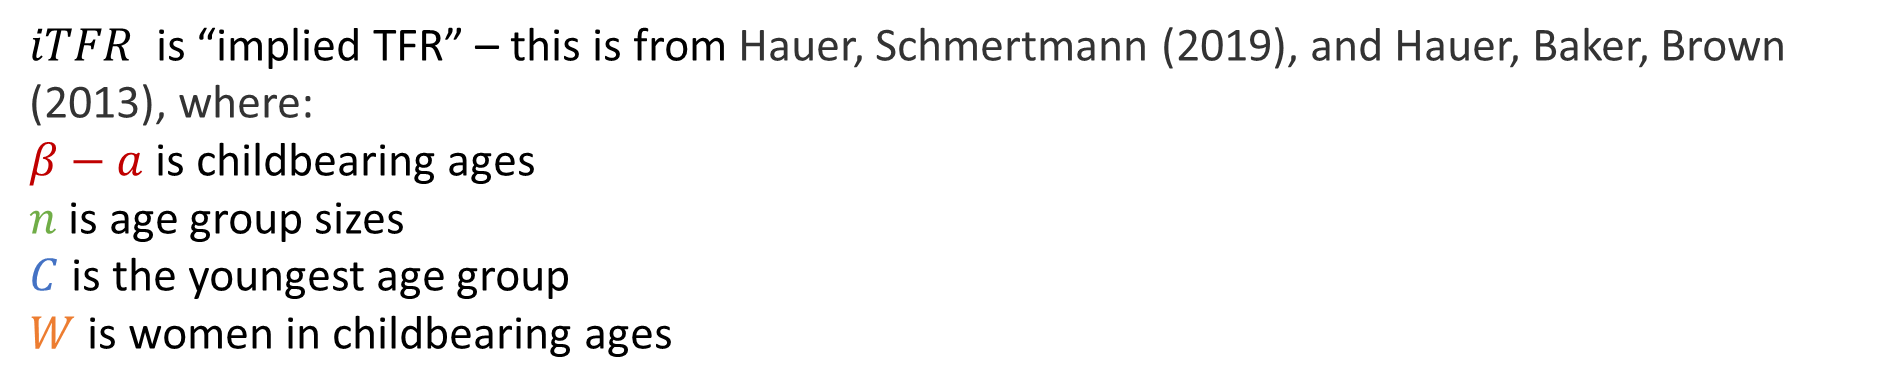 iTFR is “implied TFR” – this is from Hauer, Schmertmann (2019), and Hauer, Baker, Brown
(2013), where:
β − a is childbearing ages
n is age group sizes
C is the youngest age group
W is women in childbearing ages